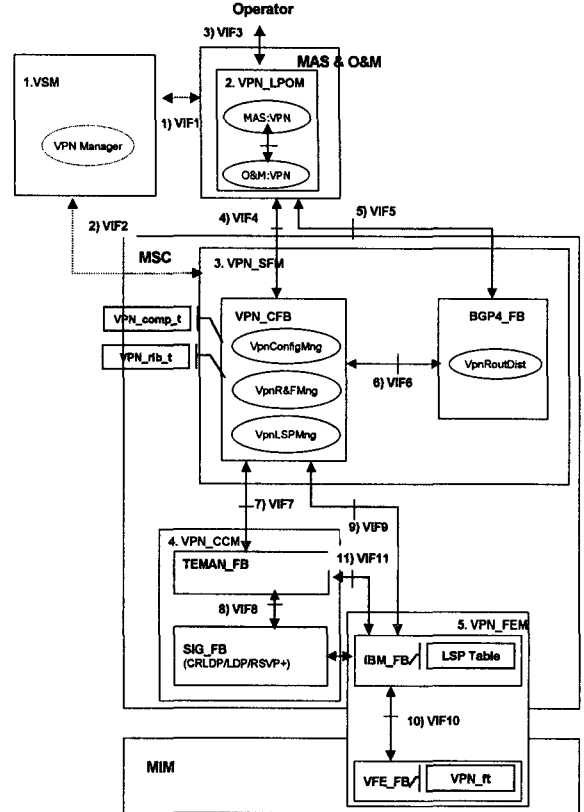 Operator
3) VIF3
MAS & O&M
1.VSM
2. VPN_LPOM
MAS:VPN
1) VIF1
VPN Manager
O&M:VPN
2) VIF2
4) VIF4
5) VIF5
MSC
3. VPN_SFM
VPN_comp_t
VPN_CFB
BGP4_FB
VpnConfigMng
VPN_rib_t
VpnRoutDist
6) VIF6
VpnR&FMng
VpnLSPMng
7) VIF7
9) VIF9
4. VPN_CCM
11) VIF11
TEMAN_FB
8) VIF8
5. VPN_FEM
SIG_FB
(CRLDP/LDP/RSVP+)
IBM_FB
LSP Table
10) VIF10
MIM
VFE_FB
VPN_ft